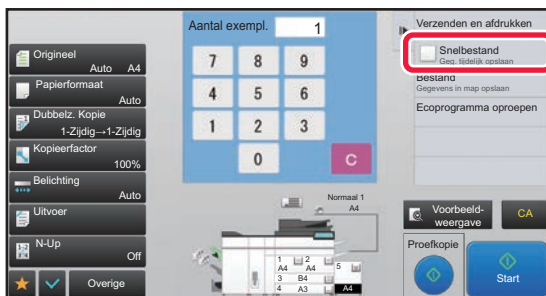 Origineel
Auto A4
Papierformaat
Auto
Dubbelz. Kopie
1-Zijdig→1-Zijdig
Kopieerfactor
100%
Belichting
Auto
Uitvoer
N-Up
Off
Overige
Aantal exempl. 1
7 8 9
4 5 6
1 2 3
0 C
Normaal 1
A4
1 2
A4 A4 5
3 B4
4 A3 A4
Verzenden en afdrukken
Snelbestand
Geg. tijdelijk opslaan
Bestand
Gegevens in map opslaan
Ecoprogramma oproepen
Voorbeeld-
weergave
CA
Proefkopie
Start